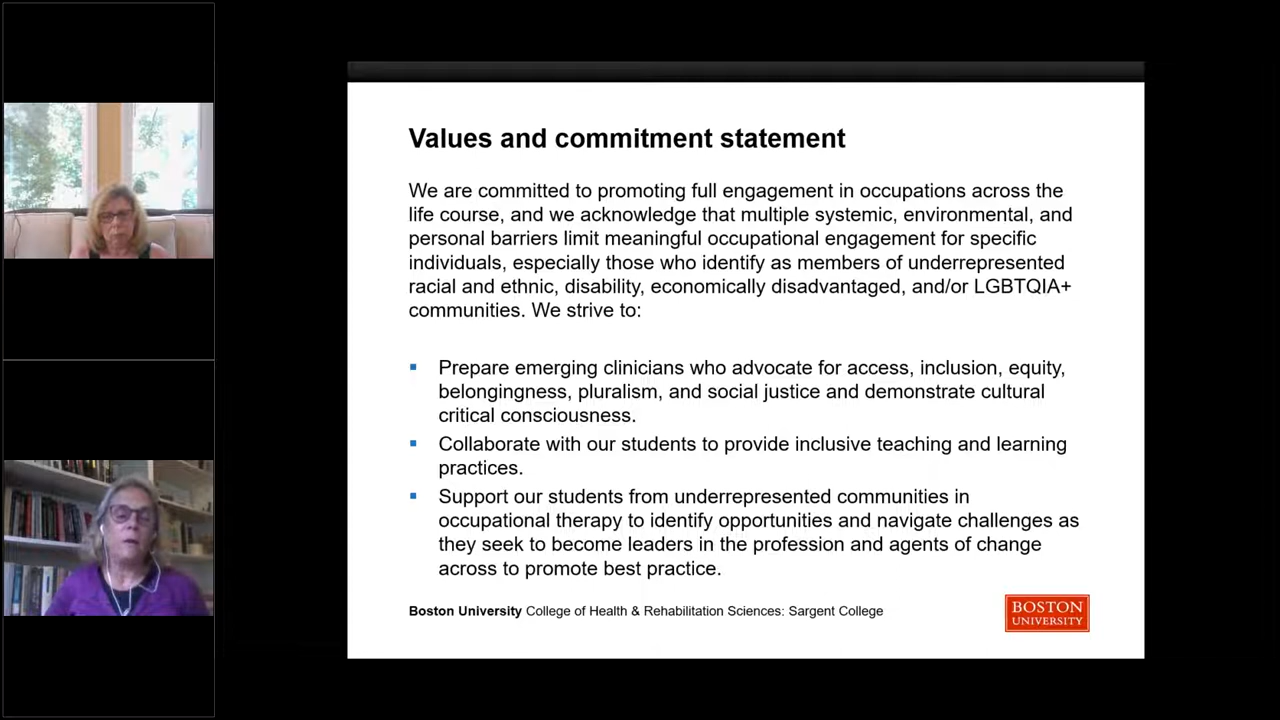 Values and commitment statement
We are committed to promoting full engagement in occupations across the
life course, and we acknowledge that multiple systemic, environmental, and
personal barriers limit meaningful occupational engagement for specific
individuals, especially those who identify as members of underrepresented
racial and ethnic, disability, economically disadvantaged, and/or LGBTQIA+
communities. We strive to:
▪ Prepare emerging clinicians who advocate for access, inclusion, equity,
belongingness, pluralism, and social justice and demonstrate cultural
critical consciousness.
▪ Collaborate with our students to provide inclusive teaching and learning
practices.
▪ Support our students from underrepresented communities in
occupational therapy to identify opportunities and navigate challenges as
they seek to become leaders in the profession and agents of change
across to promote best practice.
Boston University College of Health & Rehabilitation Sciences: Sargent College
BOSTON
UNIVERSITY